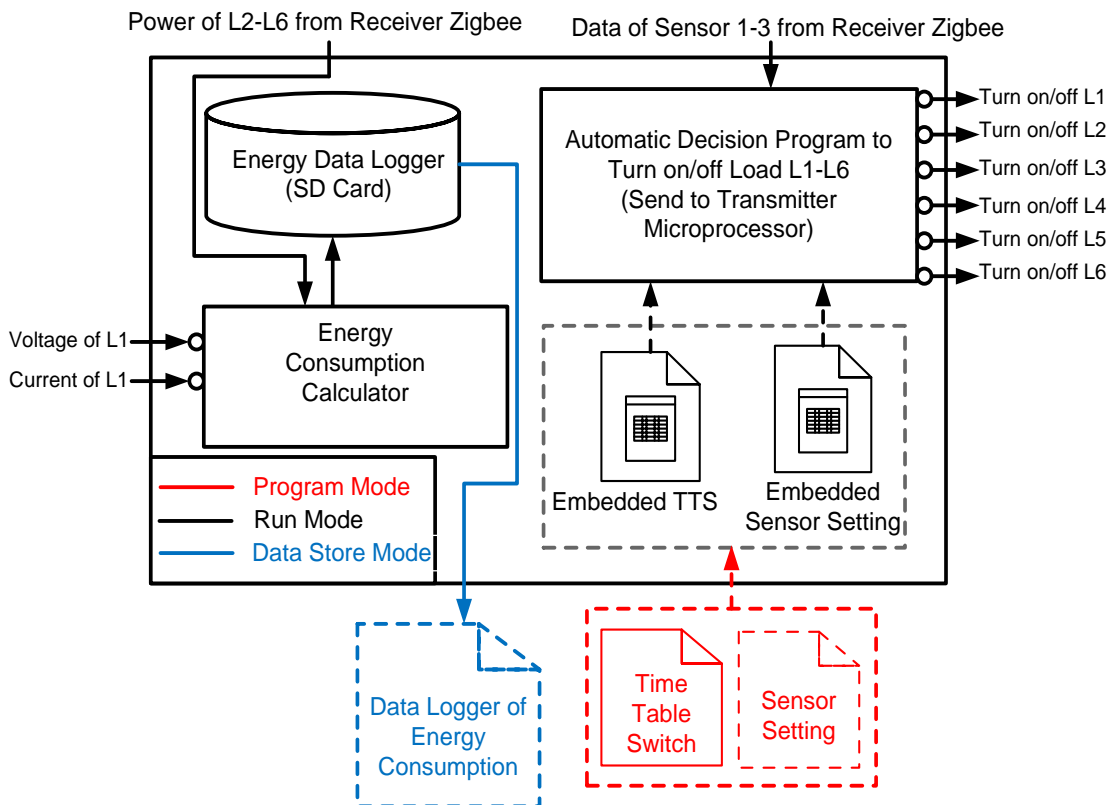 Power of L2-L6 from Receiver Zigbee
Data of Sensor 1-3 from Receiver Zigbee
Energy Data Logger
(SD Card)
Automatic Decision Program to
Turn on/off Load L1-L6
(Send to Transmitter
Microprocessor)
Turn on/off L1
Turn on/off L2
Turn on/off L3
Turn on/off L4
Turn on/off L5
Turn on/off L6
Voltage of L1
Current of L1
Energy
Consumption
Calculator
Embedded TTS
Embedded
Sensor Setting
Program Mode
Run Mode
Data Store Mode
Data Logger of
Energy
Consumption
Time
Table
Switch
Sensor
Setting